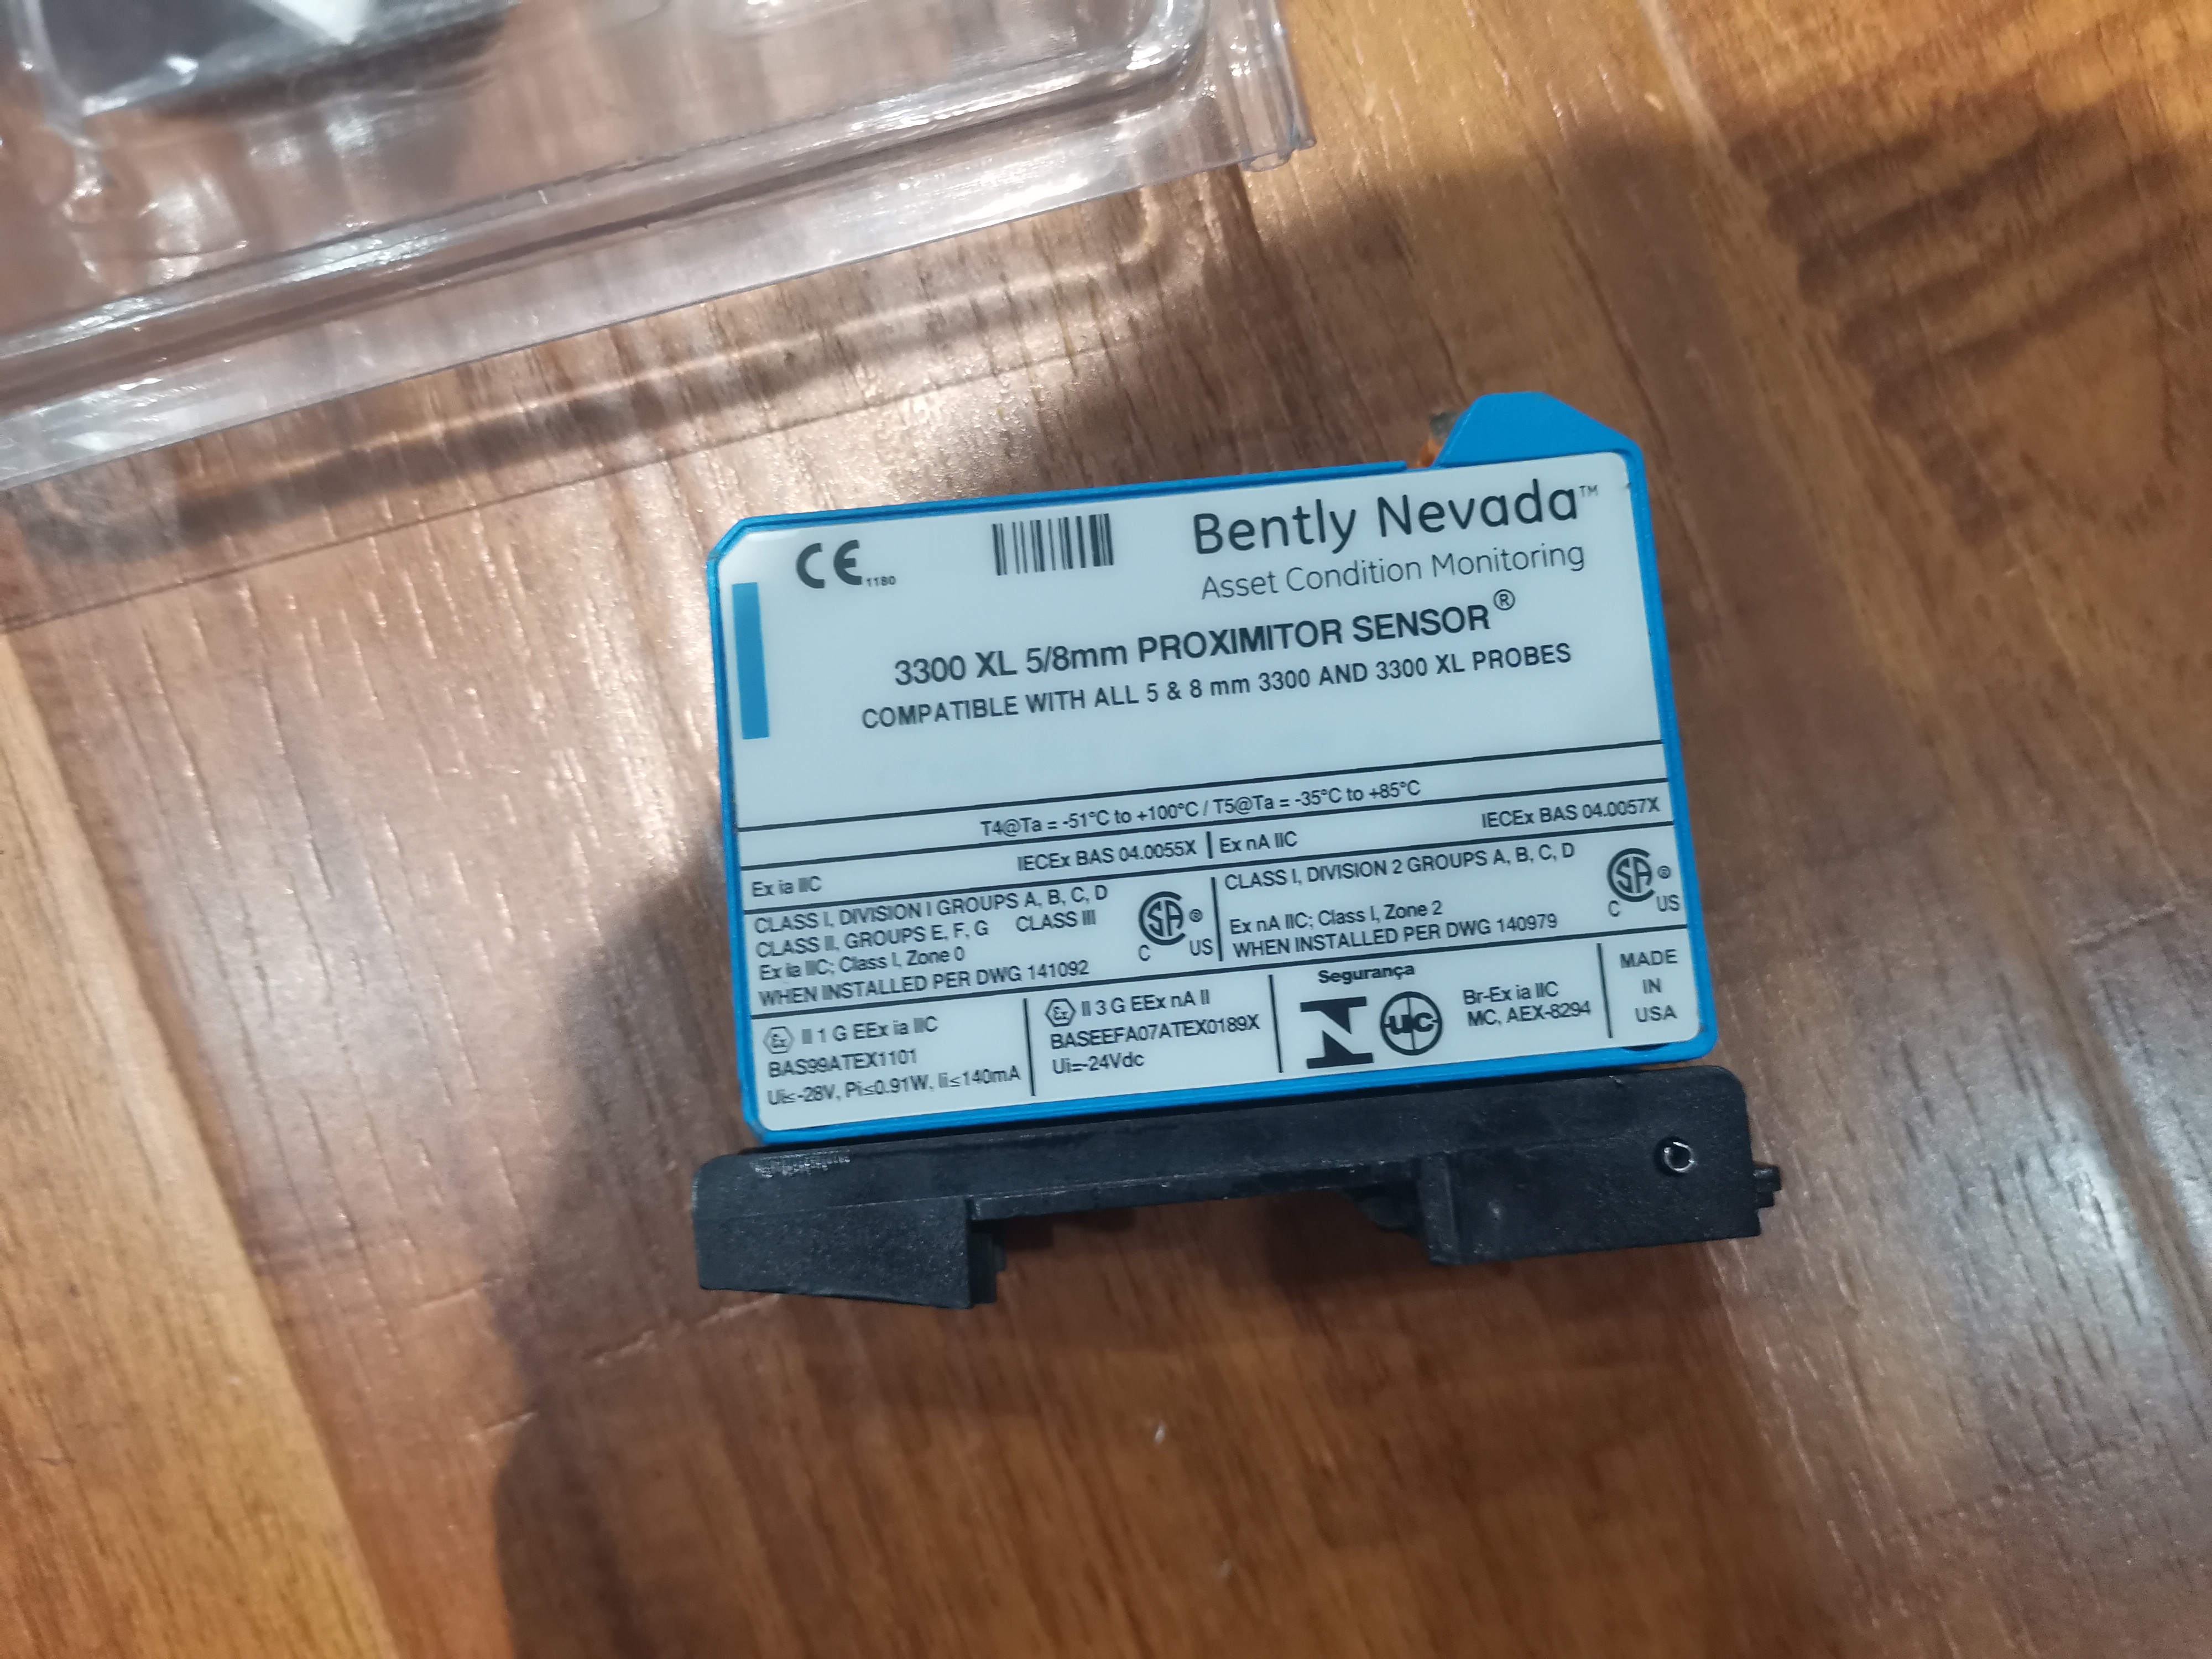 CE 1180
Bently Nevada™
Asset Condition Monitoring
3300 XL 5/8mm PROXIMITOR SENSOR®
COMPATIBLE WITH ALL 5 & 8 mm 3300 AND 3300 XL PROBES
T4@Ta = -51°C to +100°C / T5@Ta = -35°C to +85°C
Ex ia IIC IECEx BAS 04.0055X
Ex nA IIC IECEx BAS 04.0057X
CLASS I, DIVISION I GROUPS A, B, C, D
CLASS II, GROUPS E, F, G CLASS III
Ex ia IIC; Class I, Zone 0
WHEN INSTALLED PER DWG 141092
C SA ® US
CLASS I, DIVISION 2 GROUPS A, B, C, D
Ex nA IIC; Class I, Zone 2
WHEN INSTALLED PER DWG 140979
C SA ® US
Ex II 1 G EEx ia IIC
BAS99ATEX1101
Ui≤-28V, Pi≤0.91W, Ii≤140mA
Ex II 3 G EEx nA II
BASEEFA07ATEX0189X
Ui=-24Vdc
Segurança
UC
Br-Ex ia IIC
MC, AEX-8294
MADE
IN
USA